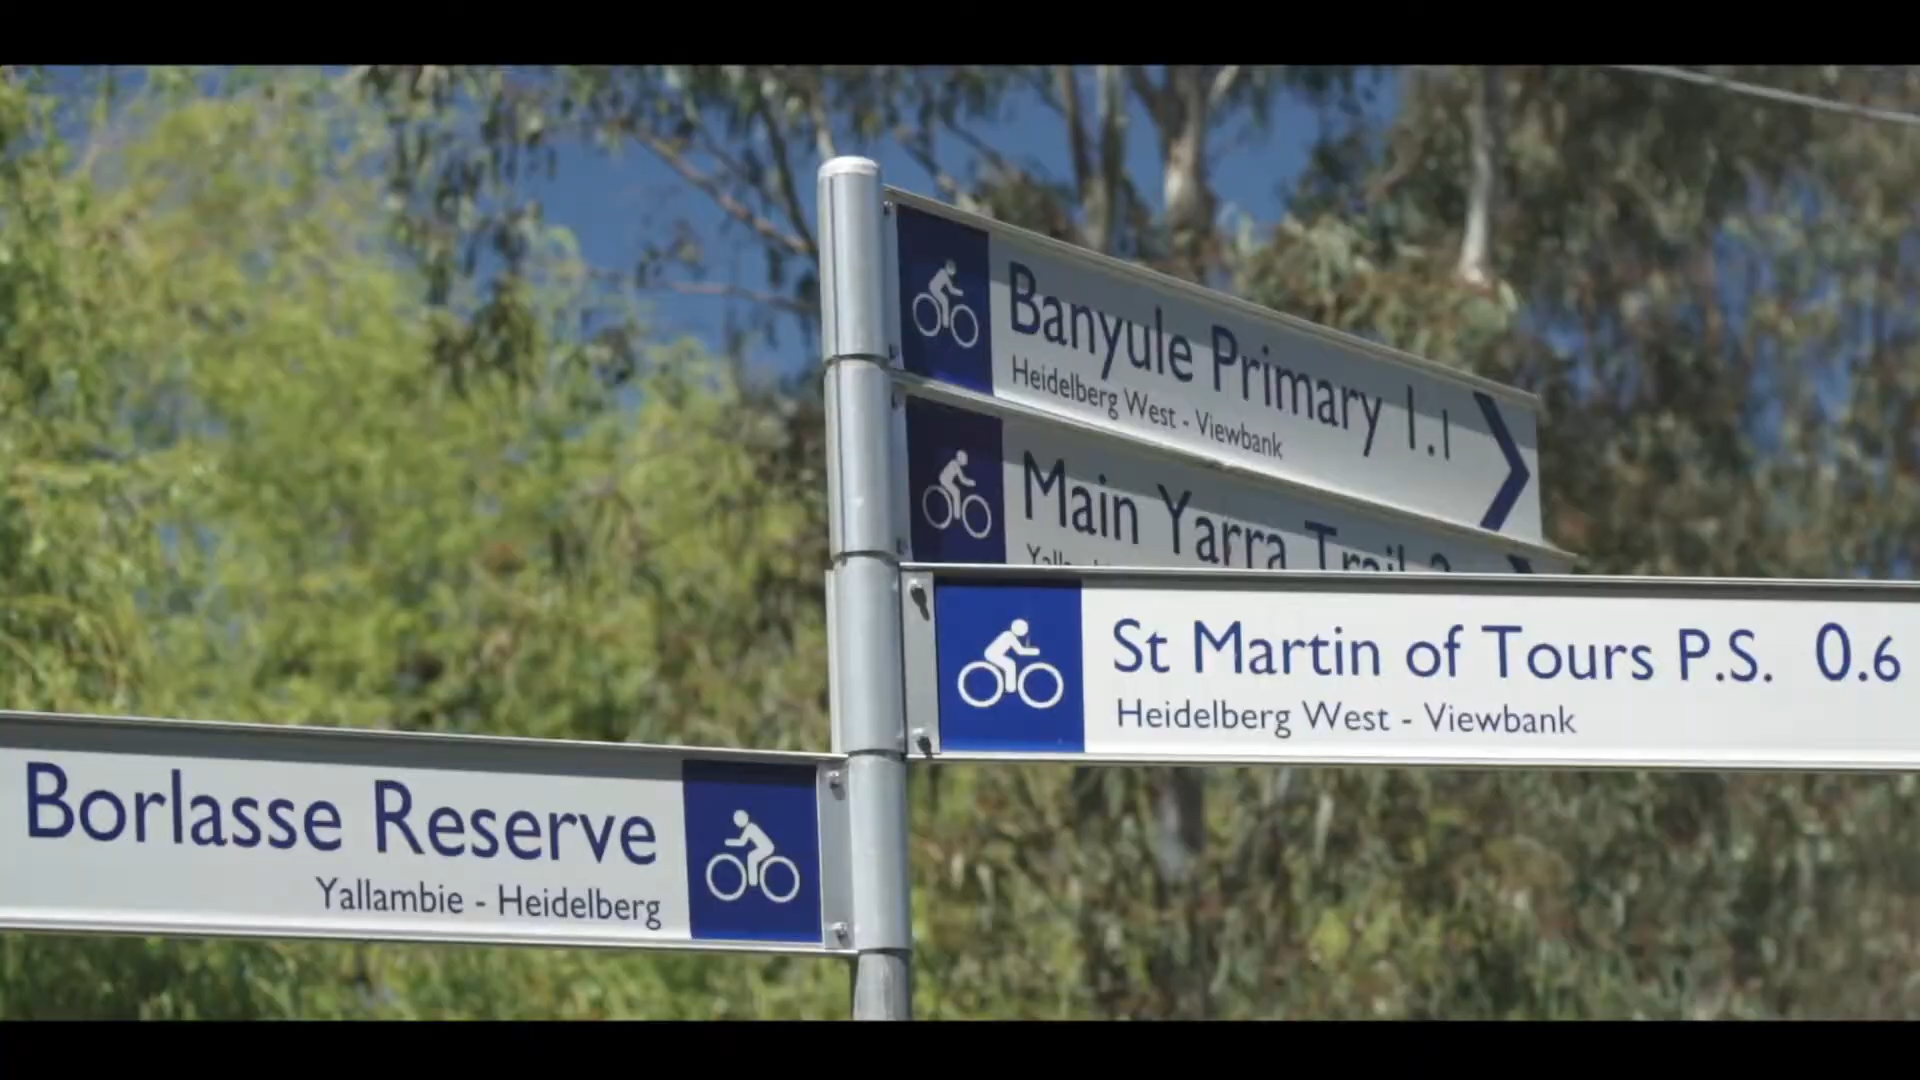 Banyule Primary 1.1
Heidelberg West - Viewbank
Main Yarra Trail
St Martin of Tours P.S. 0.6
Heidelberg West - Viewbank
Borlasse Reserve
Yallambie - Heidelberg